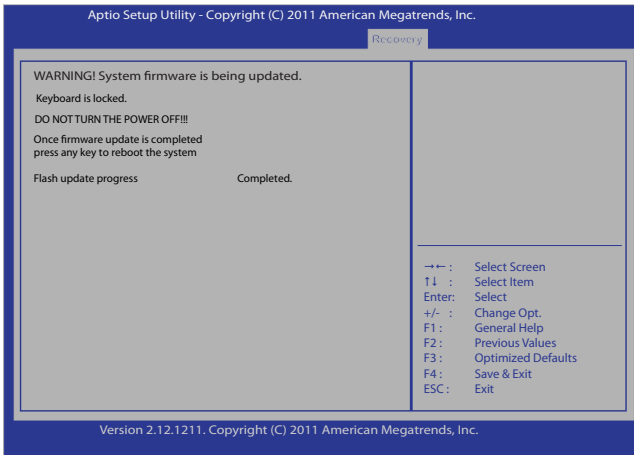 Aptio Setup Utility - Copyright (C) 2011 American Megatrends, Inc.
Recovery
WARNING! System firmware is being updated.
Keyboard is locked.
DO NOT TURN THE POWER OFF!!!
Once firmware update is completed
press any key to reboot the system
Flash update progress Completed.
→← : Select Screen
↑↓ : Select Item
Enter: Select
+/- : Change Opt.
F1 : General Help
F2 : Previous Values
F3 : Optimized Defaults
F4 : Save & Exit
ESC : Exit
Version 2.12.1211. Copyright (C) 2011 American Megatrends, Inc.